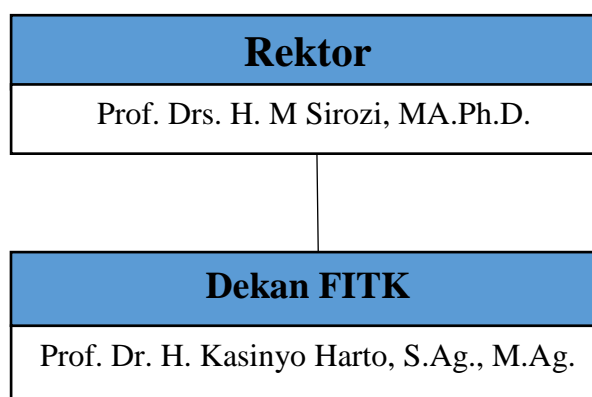 Rektor
Prof. Drs. H. M Sirozi, MA.Ph.D.
Dekan FITK
Prof. Dr. H. Kasinyo Harto, S.Ag., M.Ag.